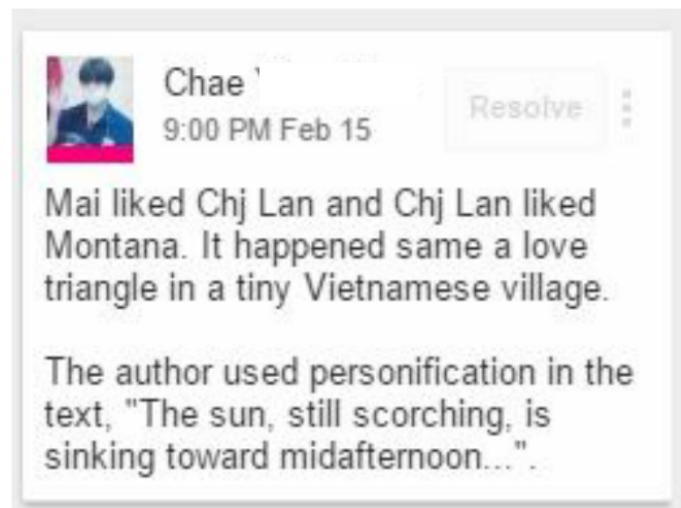 Chae
Resolve
9:00 PM Feb 15
Mai liked Chj Lan and Chj Lan liked
Montana. It happened same a love
triangle in a tiny Vietnamese village.
The author used personification in the
text, "The sun, still scorching, is
sinking toward midafternoon...".